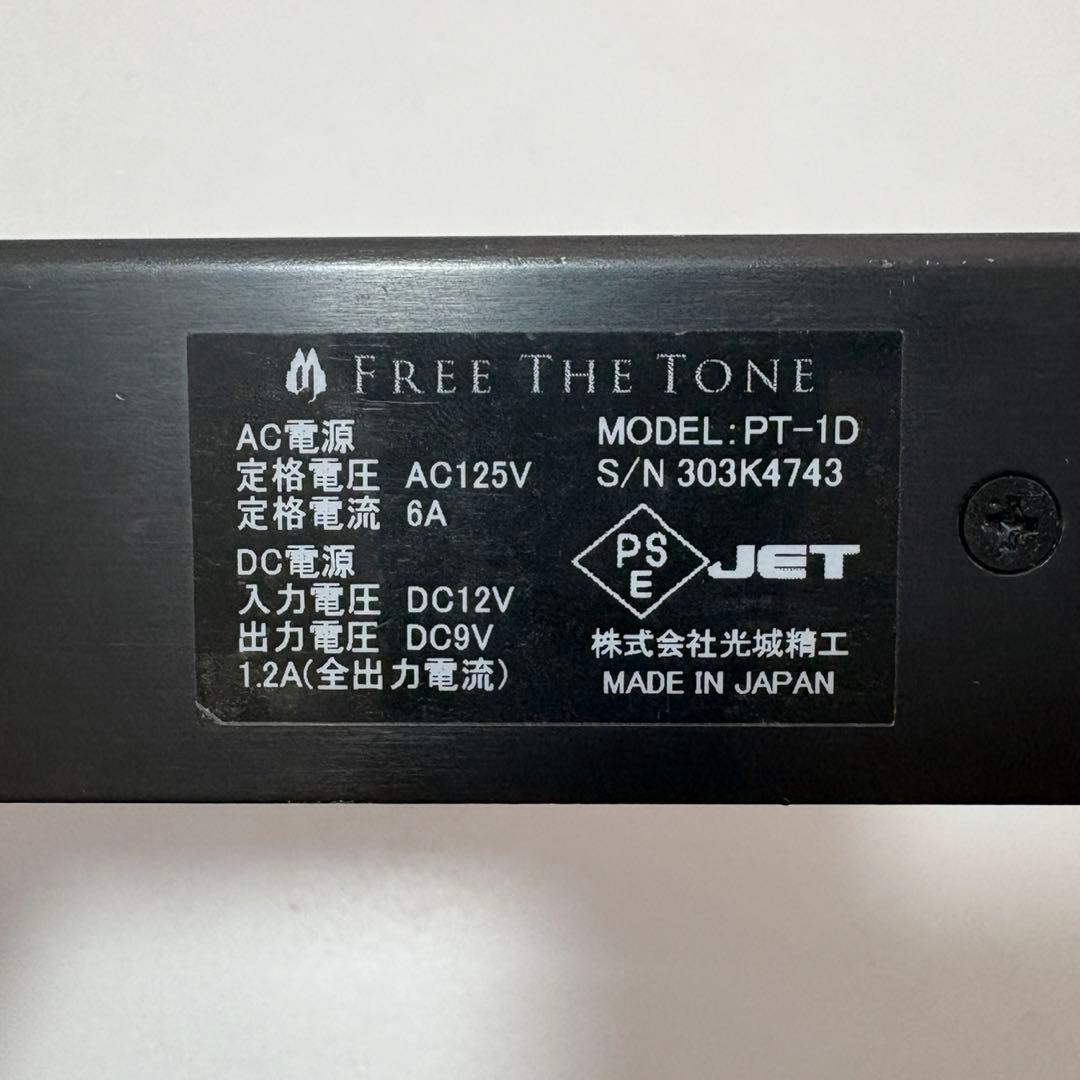 FREE THE TONE
AC電源
定格電圧 AC125V
定格電流 6A
DC電源
入力電圧 DC12V
出力電圧 DC9V
1.2A(全出力電流)
MODEL:PT-1D
S/N 303K4743
PS
E
JET
株式会社光城精工
MADE IN JAPAN